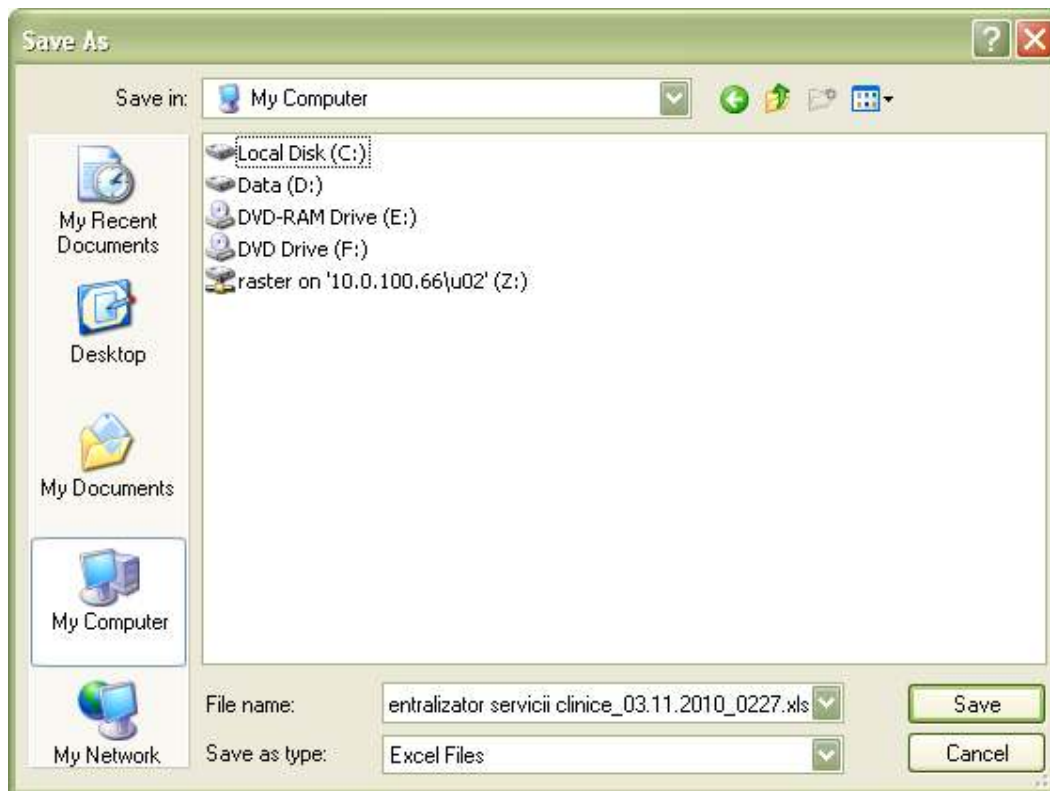 Save As
Save in:
My Computer
My Recent
Documents
Desktop
My Documents
My Computer
My Network
Local Disk (C:)
Data (D:)
DVD-RAM Drive (E:)
DVD Drive (F:)
raster on '10.0.100.66\u02' (Z:)
File name:
entralizator servicii clinice_03.11.2010_0227.xls
Save
Save as type:
Excel Files
Cancel